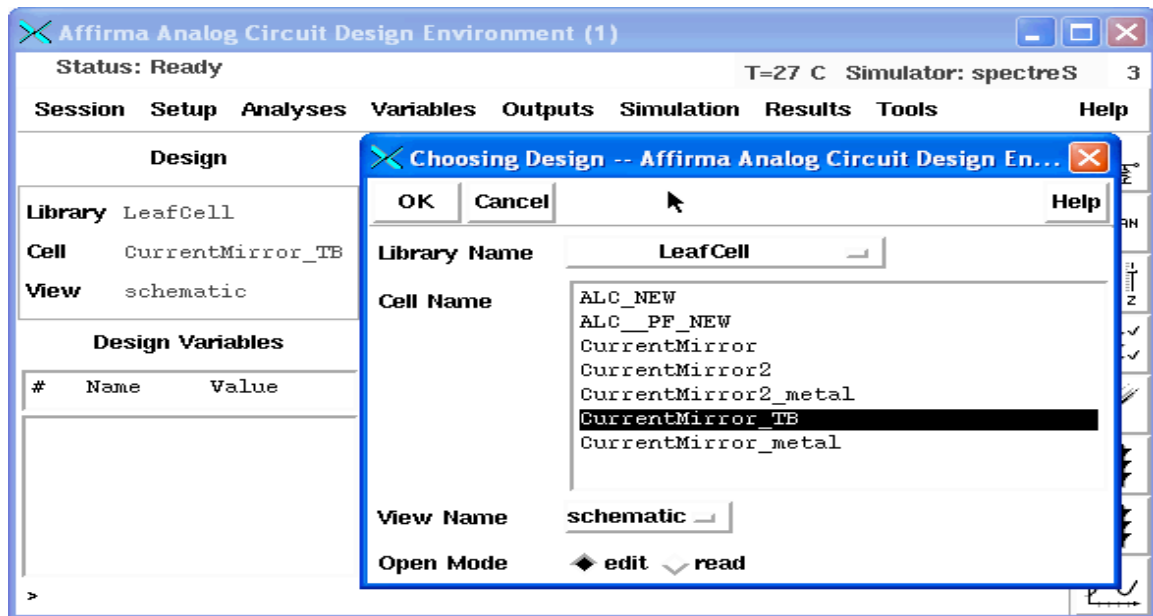 Affirma Analog Circuit Design Environment (1)
Status: Ready T=27 C Simulator: spectreS 3
Session Setup Analyses Variables Outputs Simulation Results Tools Help
Design
Library LeafCell
Cell CurrentMirror_TB
View schematic
Design Variables
# Name Value
>
Choosing Design -- Affirma Analog Circuit Design En...
OK Cancel Help
Library Name LeafCell
Cell Name
ALC_NEW
ALC__PF_NEW
CurrentMirror
CurrentMirror2
CurrentMirror2_metal
CurrentMirror_TB
CurrentMirror_metal
View Name schematic
Open Mode edit read
AN
Z